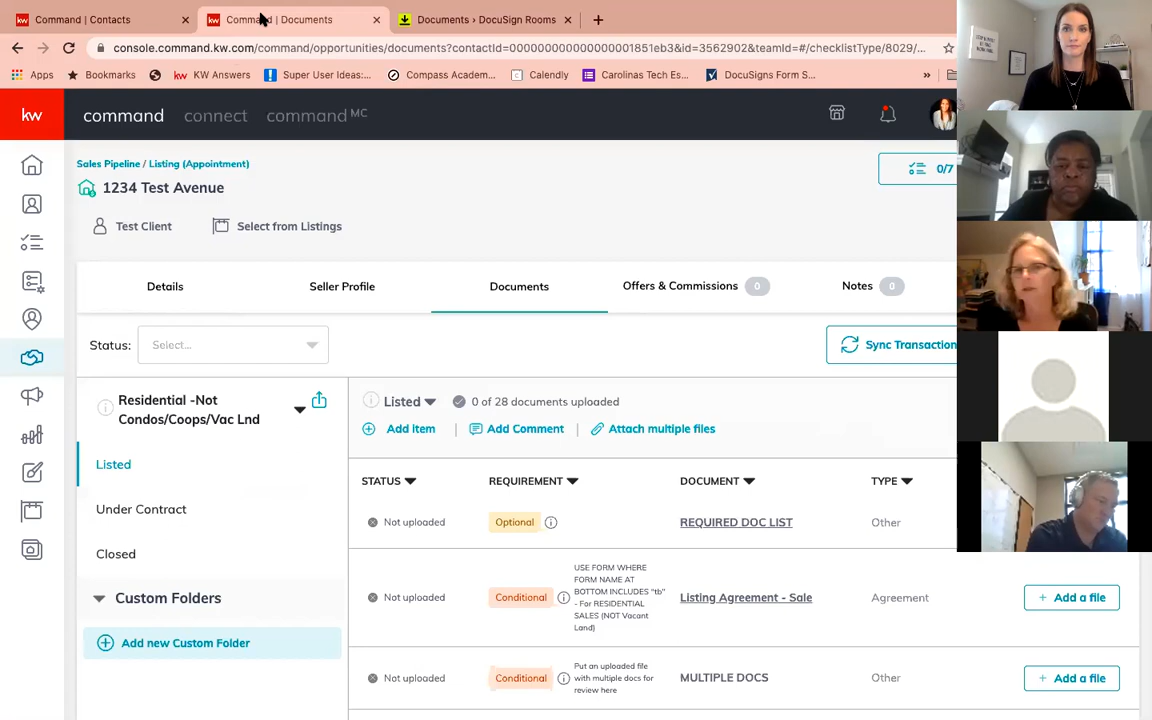 kw Command | Contacts × kw Command | Documents × Documents › DocuSign Rooms × +
console.command.kw.com/command/opportunities/documents?contactId=0000000000000000001851eb3&id=3562902&teamId=#/checklistType/8029/...
Apps Bookmarks kw KW Answers Super User Ideas:... Compass Academ... Calendly Carolinas Tech Es... DocuSigns Form S... »
kw command connect command MC
Sales Pipeline / Listing (Appointment)
1234 Test Avenue
0/7
Test Client Select from Listings
Details Seller Profile Documents Offers & Commissions 0 Notes 0
Status: Select... Sync Transaction
Residential -Not
Condos/Coops/Vac Lnd
Listed
Under Contract
Closed
Custom Folders
Add new Custom Folder
Listed 0 of 28 documents uploaded
Add item | Add Comment | Attach multiple files
STATUS REQUIREMENT DOCUMENT TYPE
Not uploaded Optional REQUIRED DOC LIST Other
Not uploaded Conditional
USE FORM WHERE
FORM NAME AT
BOTTOM INCLUDES "tb"
- For RESIDENTIAL
SALES (NOT Vacant
Land)
Listing Agreement - Sale Agreement + Add a file
Not uploaded Conditional
Put an uploaded file
with multiple docs for
review here
MULTIPLE DOCS Other + Add a file